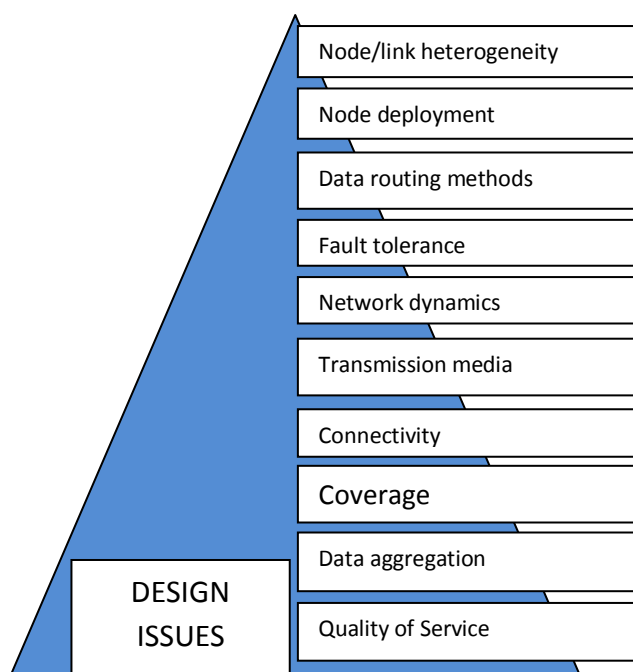 Node/link heterogeneity
Node deployment
Data routing methods
Fault tolerance
Network dynamics
Transmission media
Connectivity
Coverage
Data aggregation
Quality of Service
DESIGN
ISSUES